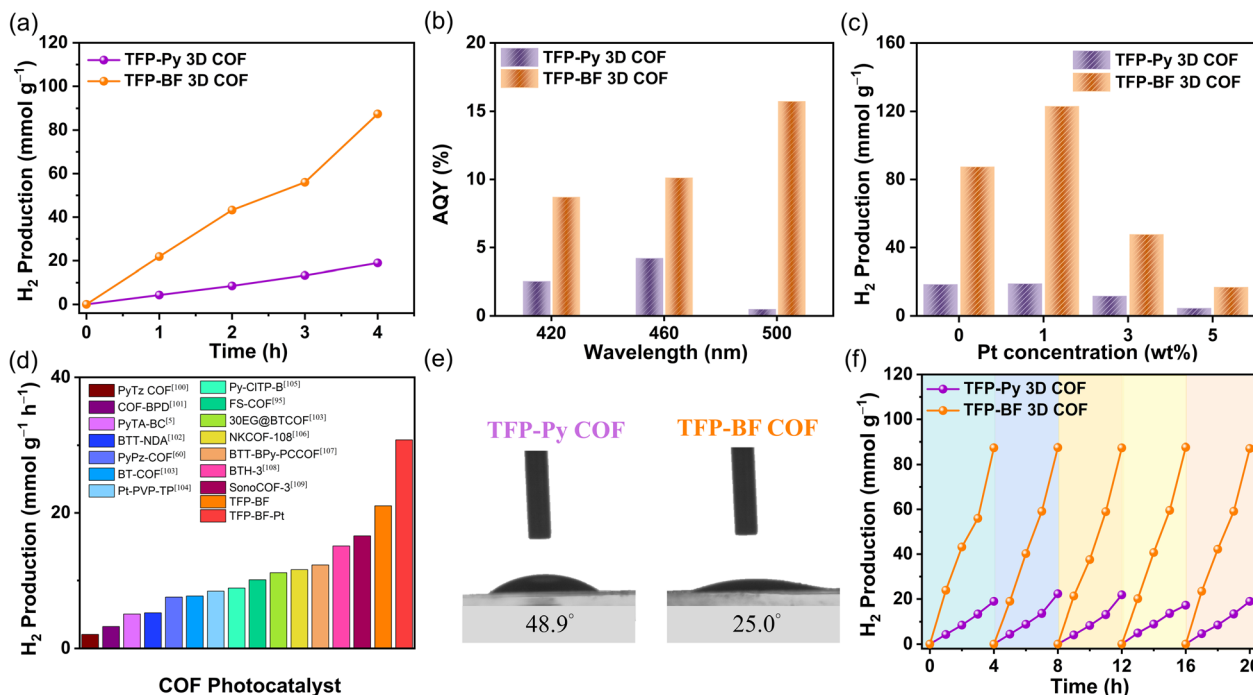 (a)
120
100
80
60
40
20
0
0 1 2 3 4
H₂ Production (mmol g⁻¹)
Time (h)
TFP-Py 3D COF
TFP-BF 3D COF
(b)
20
15
10
5
0
420 460 500
AQY (%)
Wavelength (nm)
TFP-Py 3D COF
TFP-BF 3D COF
(c)
160
120
80
40
0
0 1 3 5
H₂ Production (mmol g⁻¹)
Pt concentration (wt%)
TFP-Py 3D COF
TFP-BF 3D COF
(d)
40
20
0
H₂ Production (mmol g⁻¹ h⁻¹)
COF Photocatalyst
PyTz COF[100]
COF-BPD[101]
PyTA-BC[5]
BTT-NDA[102]
PyPz-COF[60]
BT-COF[103]
Pt-PVP-TP[104]
Py-CITP-B[105]
FS-COF[95]
30EG@BTCOF[103]
NKCOF-108[106]
BTT-BPy-PCCOF[107]
BTH-3[108]
SonoCOF-3[109]
TFP-BF
TFP-BF-Pt
(e)
TFP-Py COF
TFP-BF COF
48.9°
25.0°
(f)
120
100
80
60
40
20
0
0 4 8 12 16 20
H₂ Production (mmol g⁻¹)
Time (h)
TFP-Py 3D COF
TFP-BF 3D COF